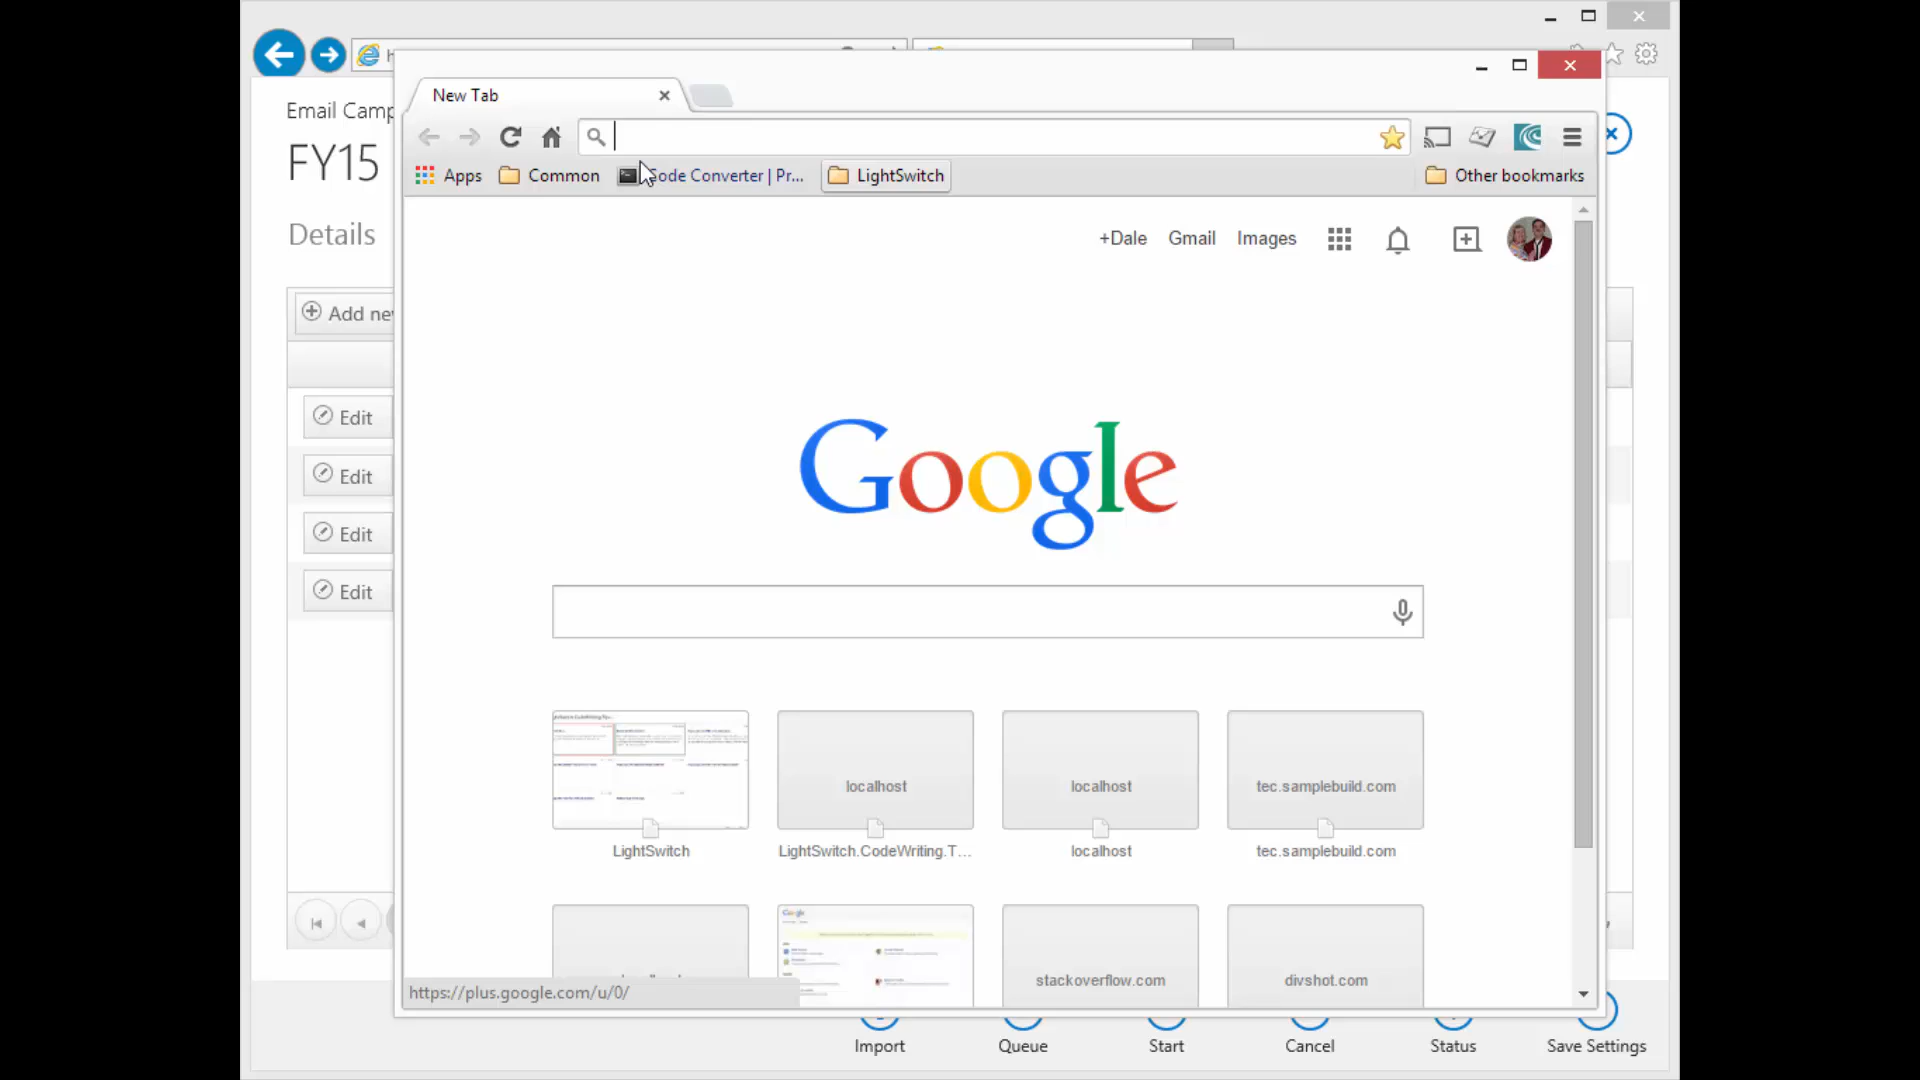 Email Camp
FY15
Details
Add ne
Edit
Edit
Edit
Edit
New Tab
Apps
Common
ode Converter | Pr...
LightSwitch
Other bookmarks
+Dale
Gmail
Images
Google
localhost
localhost
tec.samplebuild.com
LightSwitch
LightSwitch.CodeWriting.T...
localhost
tec.samplebuild.com
Google
stackoverflow.com
divshot.com
https://plus.google.com/u/0/
Import
Queue
Start
Cancel
Status
Save Settings